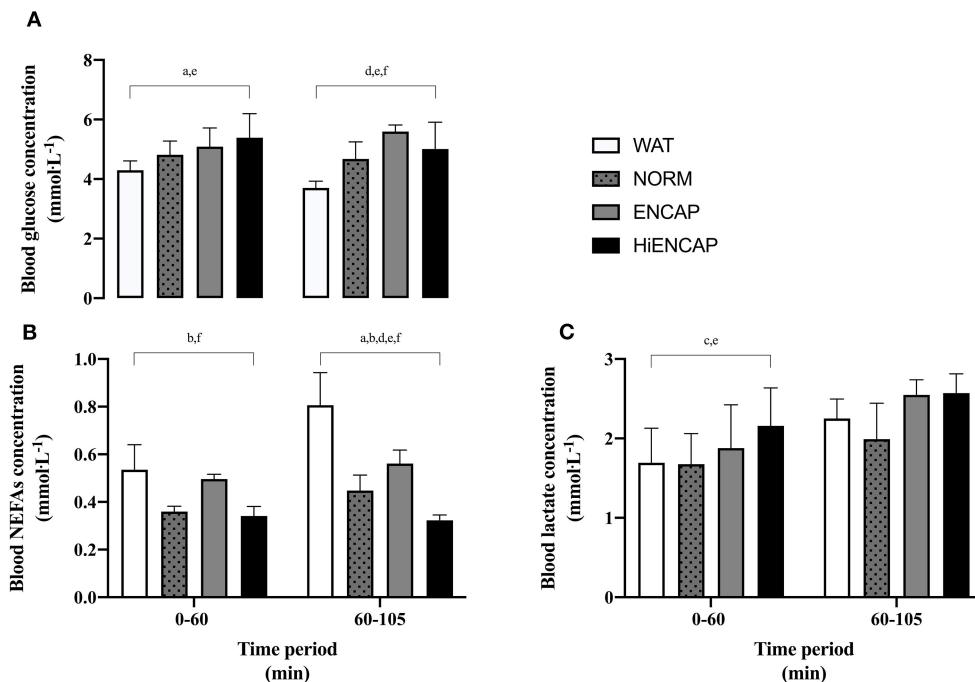 A
Blood glucose concentration
(mmol·L⁻¹)
8
6
4
2
0
a,e
d,e,f
WAT
NORM
ENCAP
HiENCAP
B
Blood NEFAs concentration
(mmol·L⁻¹)
1.0
0.8
0.6
0.4
0.2
0.0
b,f
a,b,d,e,f
0-60
60-105
Time period
(min)
C
Blood lactate concentration
(mmol·L⁻¹)
3
2
1
0
c,e
0-60
60-105
Time period
(min)